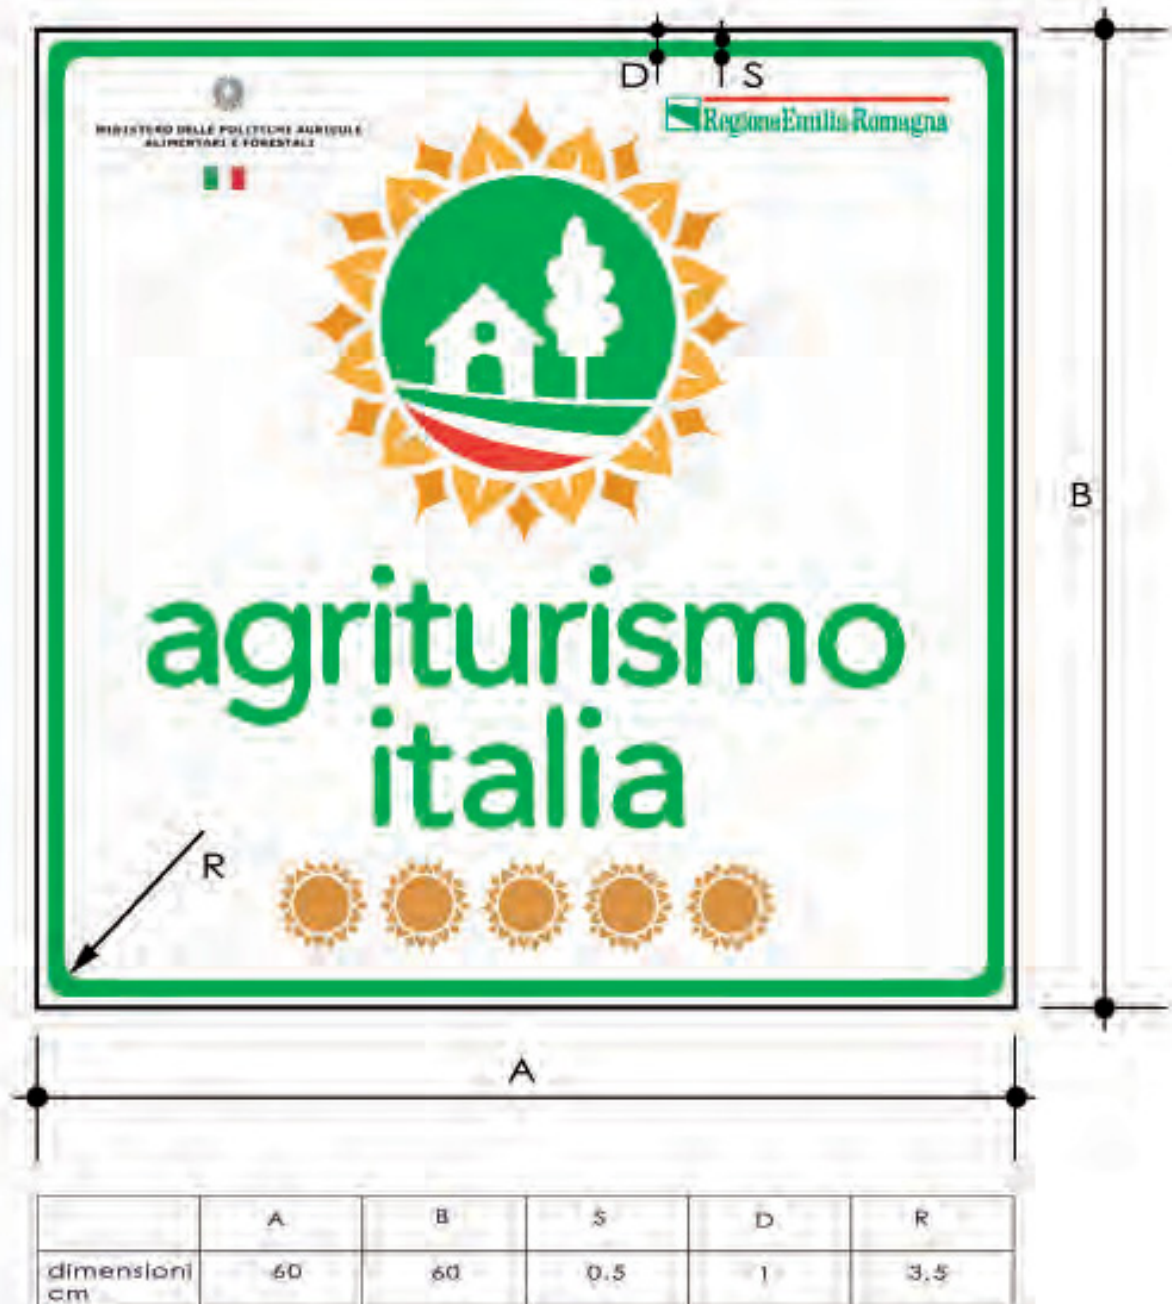 D
S
MINISTERO DELLE POLITICHE AGRICOLE
ALIMENTARI E FORESTALI
RegioneEmilia-Romagna
B
agriturismo
italia
R
A
A B S D R
dimensioni 60 60 0.5 1 3.5
cm